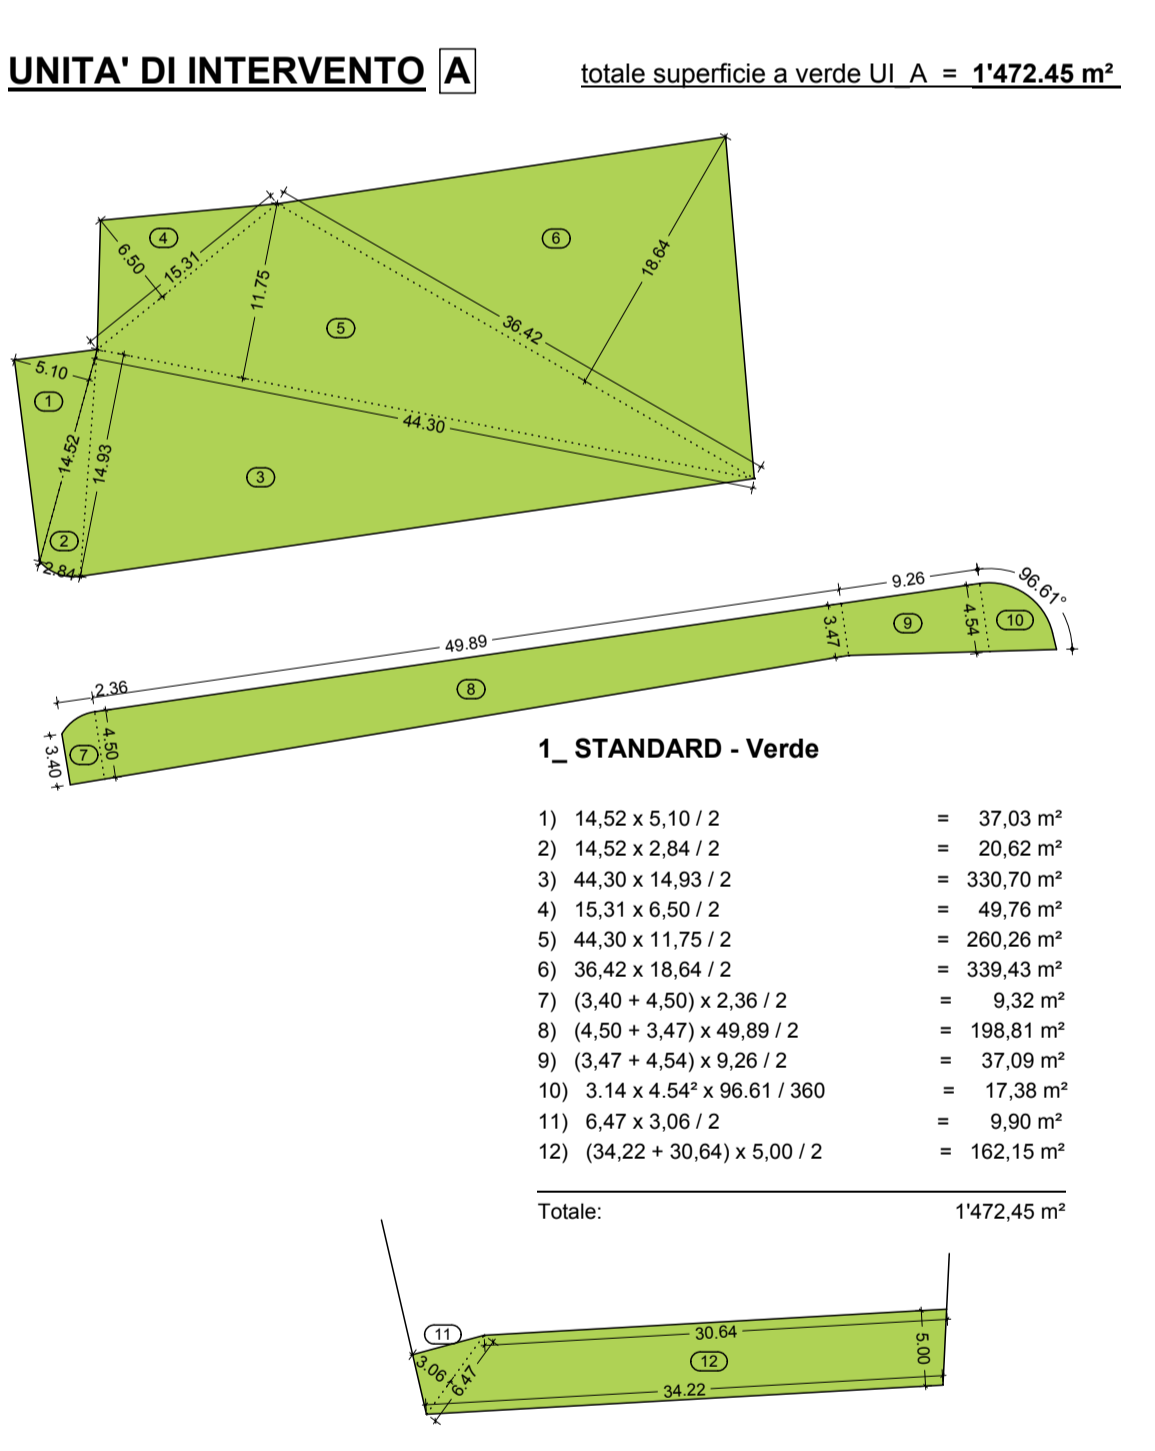 UNITA' DI INTERVENTO A
totale superficie a verde UI_A = 1'472.45 m²
4
6.50
15.31
11.75
6
18.64
36.42
5
5.10
1
14.52
14.93
44.30
3
2
2.84
96.61°
9.26
3.47
9
4.54
10
49.89
8
2.36
3.40
7
4.50
1_ STANDARD - Verde
1) 14,52 x 5,10 / 2 = 37,03 m²
2) 14,52 x 2,84 / 2 = 20,62 m²
3) 44,30 x 14,93 / 2 = 330,70 m²
4) 15,31 x 6,50 / 2 = 49,76 m²
5) 44,30 x 11,75 / 2 = 260,26 m²
6) 36,42 x 18,64 / 2 = 339,43 m²
7) (3,40 + 4,50) x 2,36 / 2 = 9,32 m²
8) (4,50 + 3,47) x 49,89 / 2 = 198,81 m²
9) (3,47 + 4,54) x 9,26 / 2 = 37,09 m²
10) 3.14 x 4.54² x 96.61 / 360 = 17,38 m²
11) 6,47 x 3,06 / 2 = 9,90 m²
12) (34,22 + 30,64) x 5,00 / 2 = 162,15 m²
Totale: 1'472,45 m²
11
3.06
6.47
30.64
12
5.00
34.22